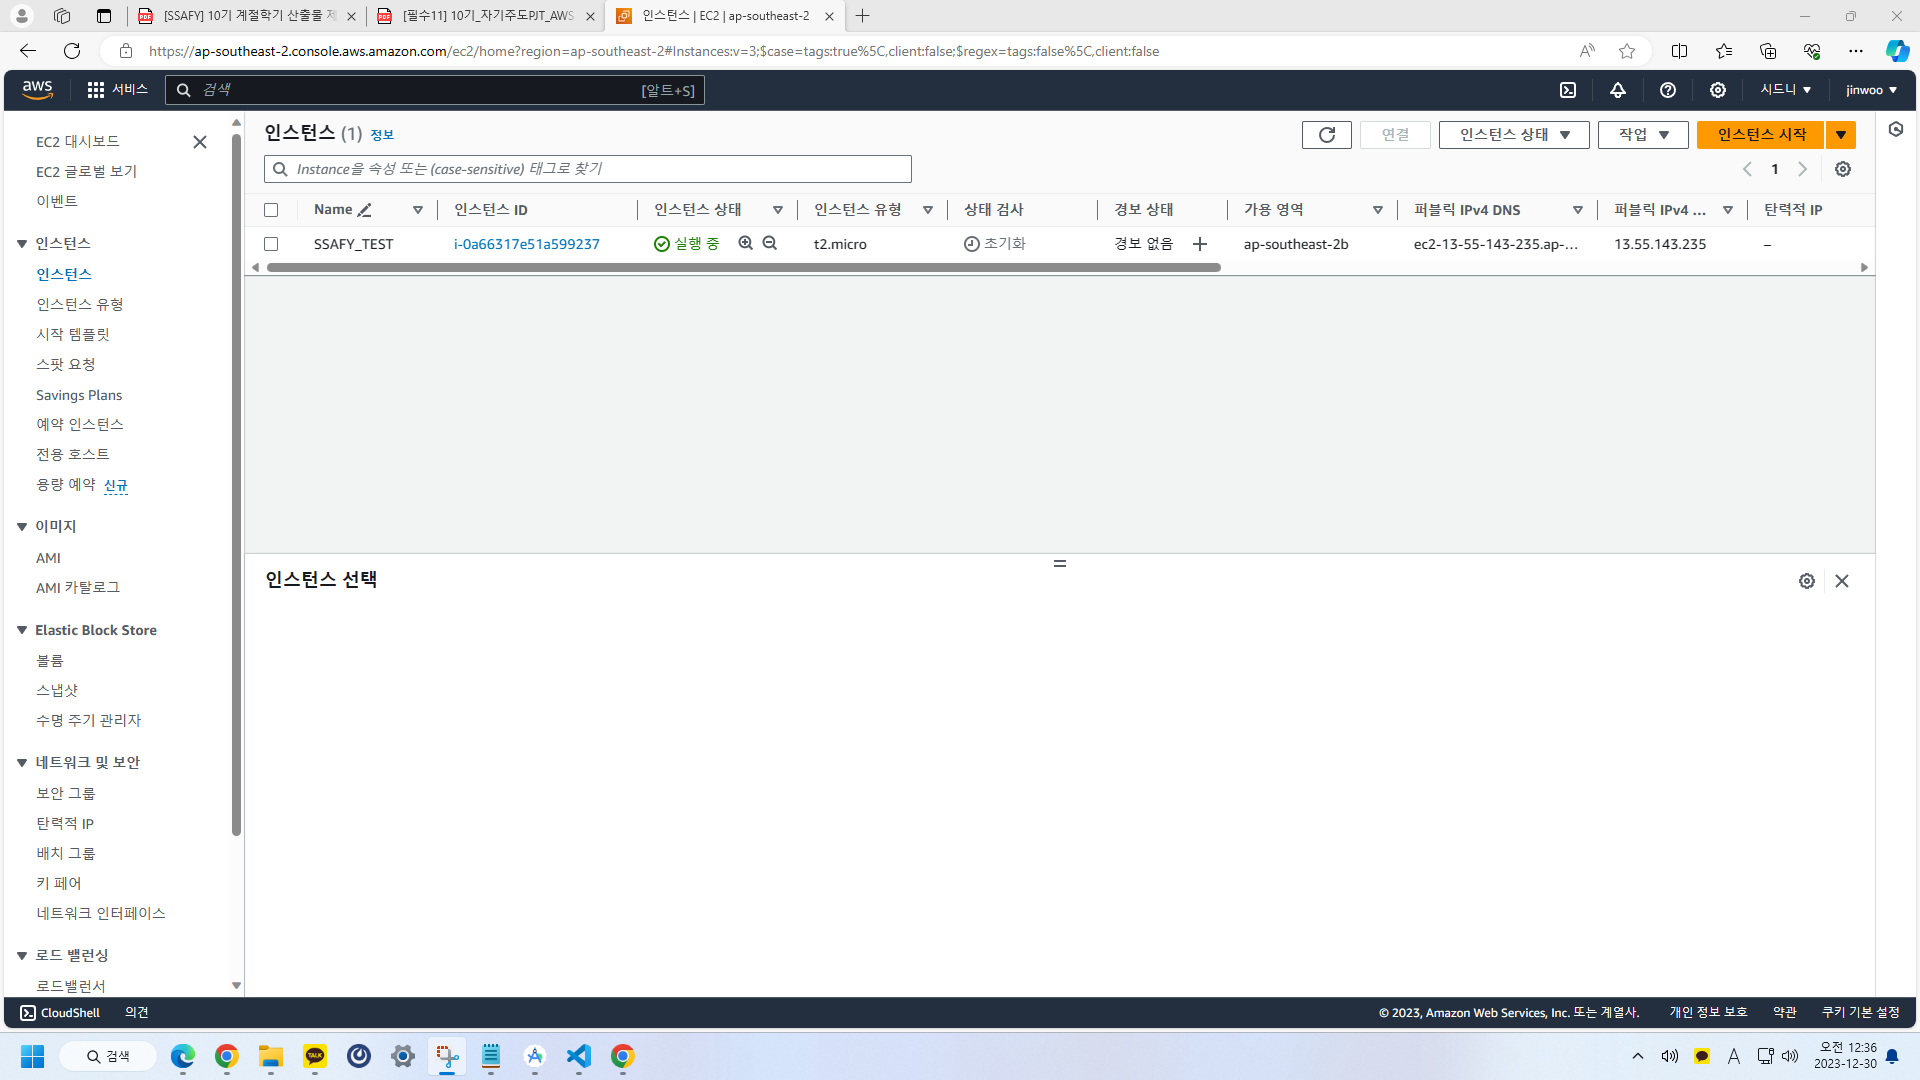 [SSAFY] 10기 계절학기 산출물 제
[필수11] 10기_자기주도PJT_AWS
인스턴스 | EC2 | ap-southeast-2
https://ap-southeast-2.console.aws.amazon.com/ec2/home?region=ap-southeast-2#Instances:v=3;$case=tags:true%5C,client:false;$regex=tags:false%5C,client:false
aws
서비스
검색
[알트+S]
시드니
jinwoo
EC2 대시보드
EC2 글로벌 보기
이벤트
인스턴스
인스턴스
인스턴스 유형
시작 템플릿
스팟 요청
Savings Plans
예약 인스턴스
전용 호스트
용량 예약 신규
이미지
AMI
AMI 카탈로그
Elastic Block Store
볼륨
스냅샷
수명 주기 관리자
네트워크 및 보안
보안 그룹
탄력적 IP
배치 그룹
키 페어
네트워크 인터페이스
로드 밸런싱
로드밸런서
인스턴스 (1) 정보
연결
인스턴스 상태
작업
인스턴스 시작
Instance을 속성 또는 (case-sensitive) 태그로 찾기
1
Name 인스턴스 ID 인스턴스 상태 인스턴스 유형 상태 검사 경보 상태 가용 영역 퍼블릭 IPv4 DNS 퍼블릭 IPv4 ... 탄력적 IP
SSAFY_TEST i-0a66317e51a599237 실행 중 t2.micro 초기화 경보 없음 ap-southeast-2b ec2-13-55-143-235.ap-... 13.55.143.235 –
인스턴스 선택
CloudShell
의견
© 2023, Amazon Web Services, Inc. 또는 계열사.
개인 정보 보호
약관
쿠키 기본 설정
검색
TALK
A
오전 12:36
2023-12-30